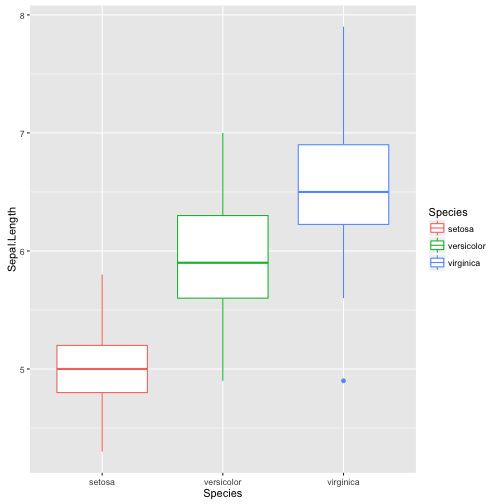 8
7
6
5
Sepal.Length
setosa
versicolor
virginica
Species
Species
setosa
versicolor
virginica